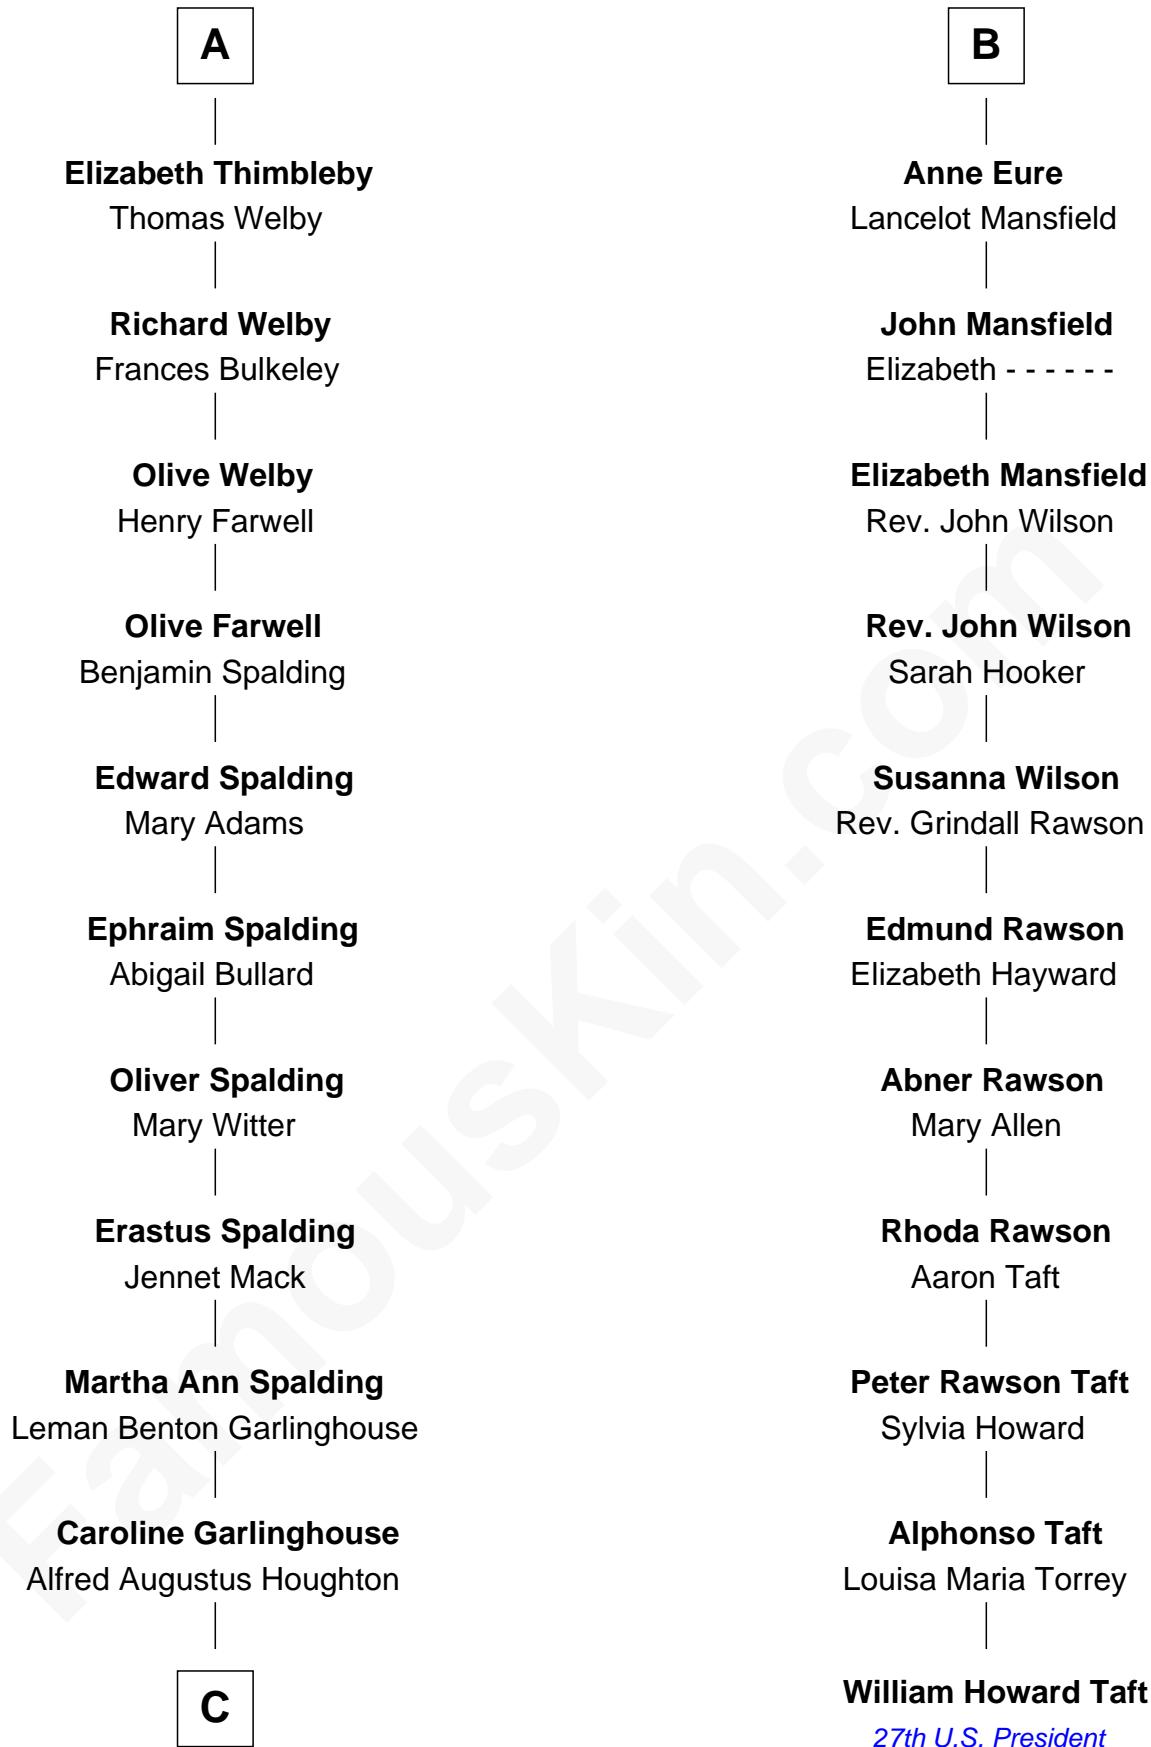 A
Elizabeth Thimbleby
Thomas Welby
Richard Welby
Frances Bulkeley
Olive Welby
Henry Farwell
Olive Farwell
Benjamin Spalding
Edward Spalding
Mary Adams
Ephraim Spalding
Abigail Bullard
Oliver Spalding
Mary Witter
Erastus Spalding
Jennet Mack
Martha Ann Spalding
Leman Benton Garlinghouse
Caroline Garlinghouse
Alfred Augustus Houghton
C
B
Anne Eure
Lancelot Mansfield
John Mansfield
Elizabeth - - - - - -
Elizabeth Mansfield
Rev. John Wilson
Rev. John Wilson
Sarah Hooker
Susanna Wilson
Rev. Grindall Rawson
Edmund Rawson
Elizabeth Hayward
Abner Rawson
Mary Allen
Rhoda Rawson
Aaron Taft
Peter Rawson Taft
Sylvia Howard
Alphonso Taft
Louisa Maria Torrey
William Howard Taft
27th U.S. President
FamousKin.com